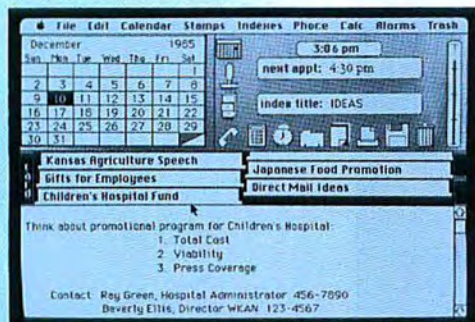 File Edit Calendar Stamps Indexes Phone Calc Alarms Trash
December 1985
Sun Mon Tue Wed Thu Fri Sat
1
2 3 4 5 6 7 8
9 10 11 12 13 14 15
16 17 18 19 20 21 22
23 24 25 26 27 28 29
30 31
3:06 pm
next appt: 4:30 pm
index title: IDEAS
Kansas Agriculture Speech
Japanese Food Promotion
Gifts for Employees
Direct Mail Ideas
Children's Hospital Fund
Think about promotional program for Children's Hospital:
1. Total Cost
2. Viability
3. Press Coverage
Contact: Ray Green, Hospital Administrator 456-7890
Beverly Ellis, Director WKAN 123-4567